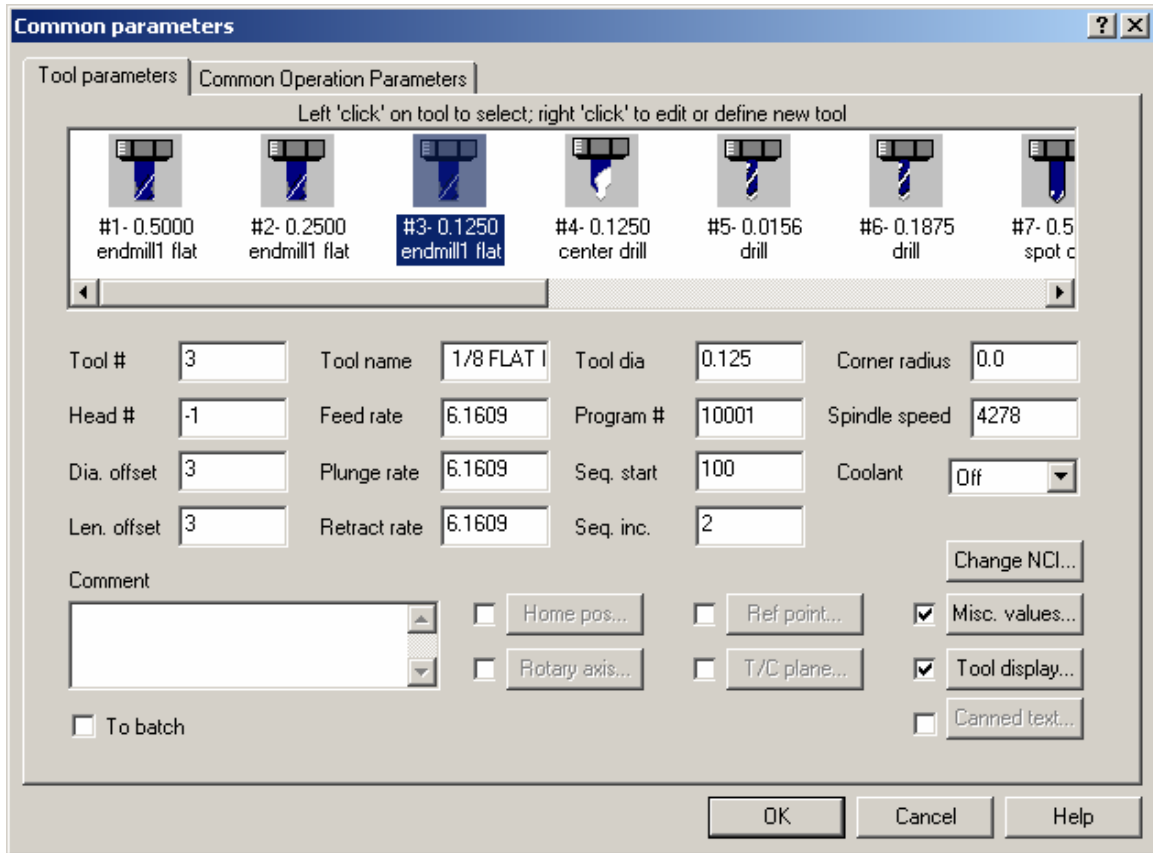 Common parameters
Tool parameters
Common Operation Parameters
Left 'click' on tool to select; right 'click' to edit or define new tool
#1- 0.5000
endmill1 flat
#2- 0.2500
endmill1 flat
#3- 0.1250
endmill1 flat
#4- 0.1250
center drill
#5- 0.0156
drill
#6- 0.1875
drill
#7- 0.5
spot
Tool # 3 Tool name 1/8 FLAT Tool dia 0.125 Corner radius 0.0
Head # -1 Feed rate 6.1609 Program # 10001 Spindle speed 4278
Dia. offset 3 Plunge rate 6.1609 Seq. start 100 Coolant Off
Len. offset 3 Retract rate 6.1609 Seq. inc. 2
Change NCI...
Comment
Home pos... Ref point... Misc. values...
Rotary axis... T/C plane... Tool display...
To batch Canned text...
OK Cancel Help